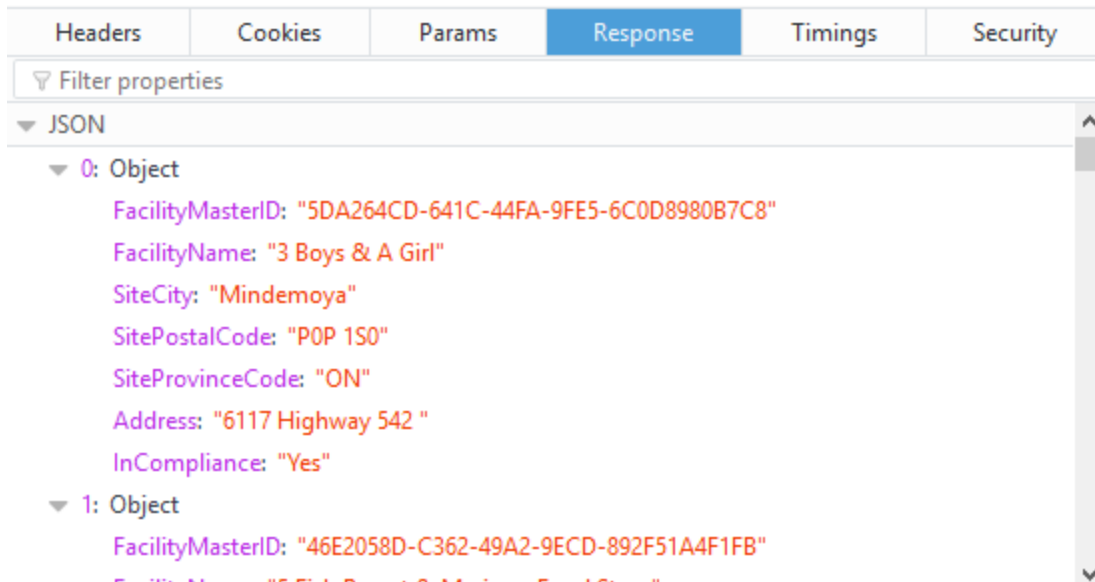 Headers Cookies Params Response Timings Security
Filter properties
JSON
0: Object
FacilityMasterID: "5DA264CD-641C-44FA-9FE5-6C0D8980B7C8"
FacilityName: "3 Boys & A Girl"
SiteCity: "Mindemoya"
SitePostalCode: "P0P 1S0"
SiteProvinceCode: "ON"
Address: "6117 Highway 542 "
InCompliance: "Yes"
1: Object
FacilityMasterID: "46E2058D-C362-49A2-9ECD-892F51A4F1FB"